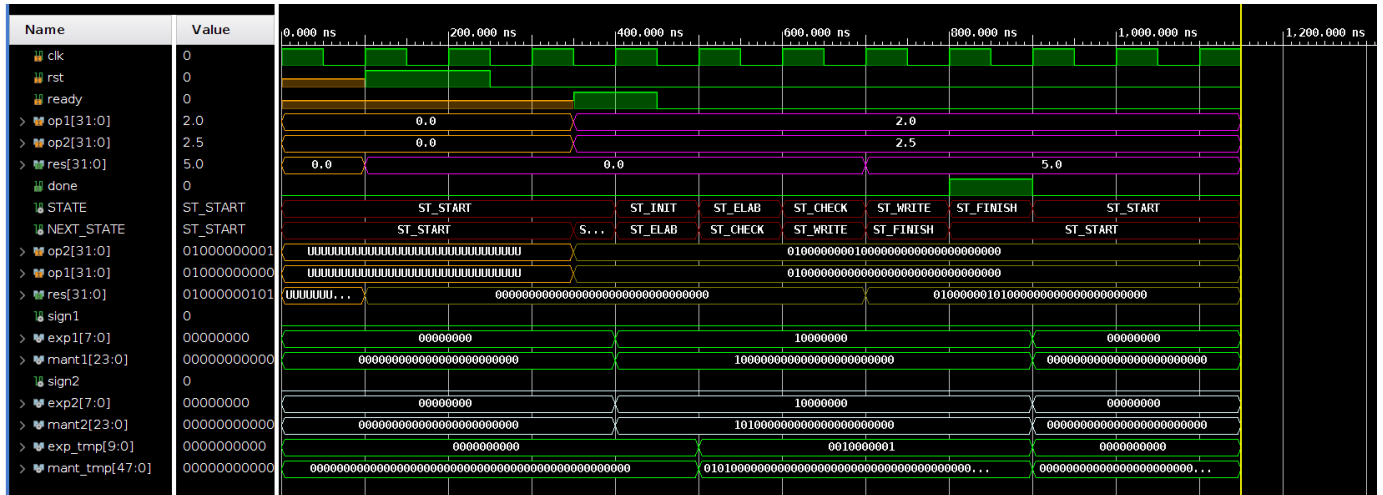 Name Value 0.000 ns 200.000 ns 400.000 ns 600.000 ns 800.000 ns 1,000.000 ns 1,200.000 ns
clk 0
rst 0
ready 0
op1[31:0] 2.0 0.0 2.0
op2[31:0] 2.5 0.0 2.5
res[31:0] 5.0 0.0 0.0 5.0
done 0
STATE ST_START ST_START ST_INIT ST_ELAB ST_CHECK ST_WRITE ST_FINISH ST_START
NEXT_STATE ST_START ST_START S... ST_ELAB ST_CHECK ST_WRITE ST_FINISH ST_START
op2[31:0] 01000000001 UUUUUUUUUUUUUUUUUUUUUUUUUUUUUUUU 01000000001000000000000000000000
op1[31:0] 01000000000 UUUUUUUUUUUUUUUUUUUUUUUUUUUUUUUU 01000000000000000000000000000000
res[31:0] 01000000101 UUUUUUU... 00000000000000000000000000000000 01000000101000000000000000000000
sign1 0
exp1[7:0] 00000000 00000000 10000000 00000000
mant1[23:0] 00000000000 000000000000000000000000 100000000000000000000000 000000000000000000000000
sign2 0
exp2[7:0] 00000000 00000000 10000000 00000000
mant2[23:0] 00000000000 000000000000000000000000 101000000000000000000000 000000000000000000000000
exp_tmp[9:0] 0000000000 0000000000 0010000001 0000000000
mant_tmp[47:0] 00000000000 000000000000000000000000000000000000000000000000 0101000000000000000000000000000000000000... 00000000000000000000000...